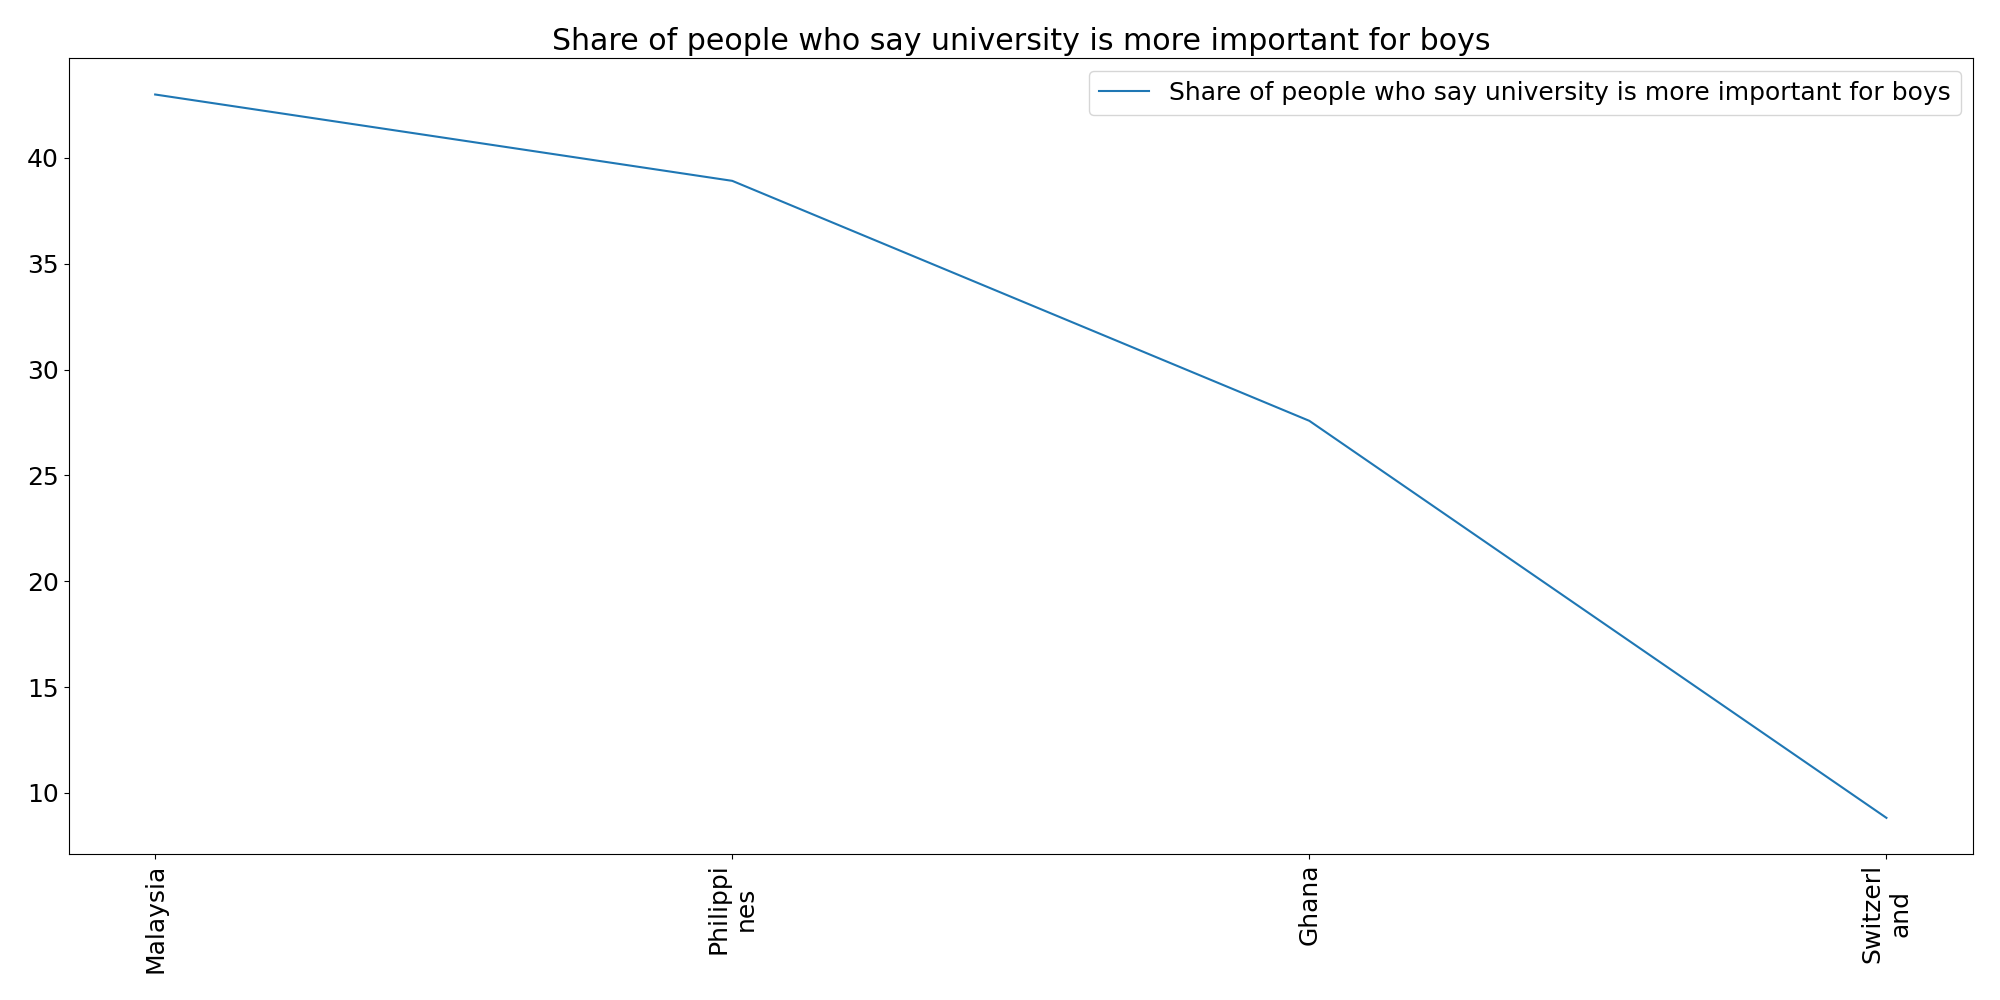 Share of people who say university is more important for boys
Share of people who say university is more important for boys
40
35
30
25
20
15
10
Malaysia
Philippi
nes
Ghana
Switzerl
and